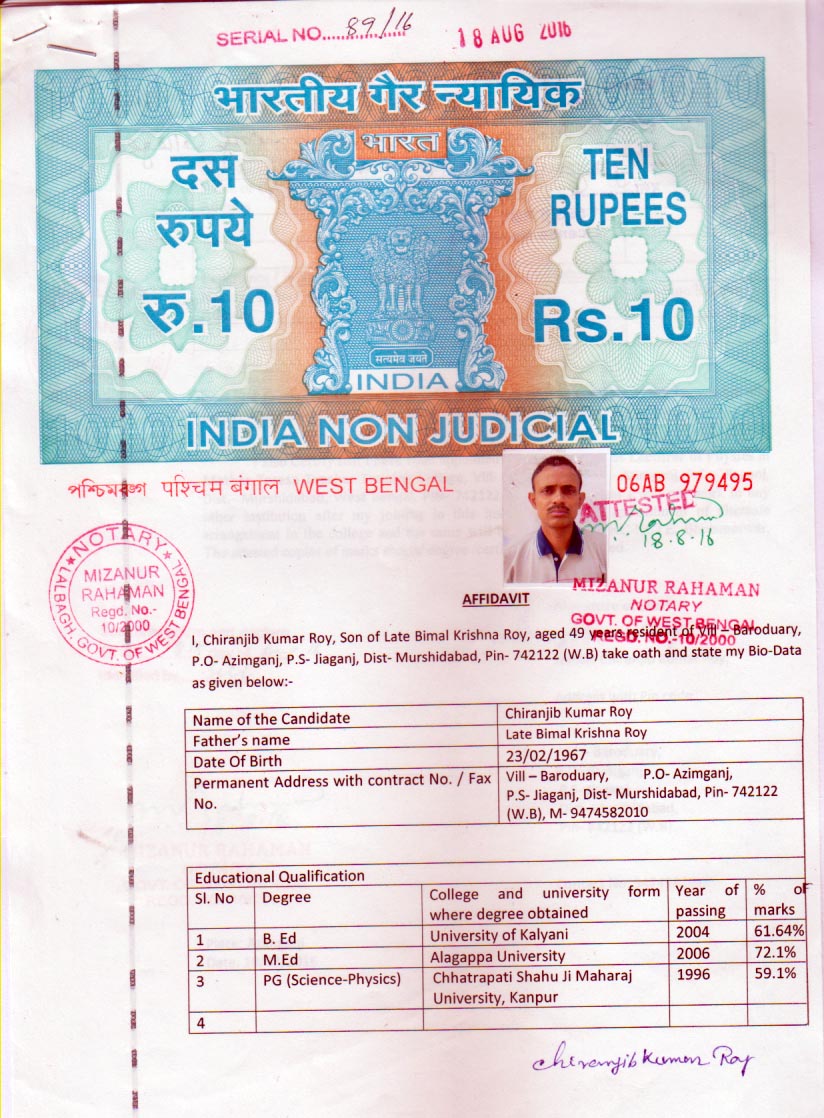 SERIAL NO. 89/16
18 AUG 2016
भारतीय गैर न्यायिक
भारत
दस
रुपये
रु.10
TEN
RUPEES
Rs.10
सत्यमेव जयते
INDIA
INDIA NON JUDICIAL
পশ্চিমবঙ্গ पश्चिम बंगाल WEST BENGAL
06AB 979495
ATTESTED
18.8.16
NOTARY
MIZANUR
RAHAMAN
Regd. No.-
10/2000
LALBAGH, GOVT. OF WEST BENGAL
MIZANUR RAHAMAN
NOTARY
GOVT. OF WEST BENGAL
REGD. NO.-10/2000
AFFIDAVIT
I, Chiranjib Kumar Roy, Son of Late Bimal Krishna Roy, aged 49 years resident of Vill – Baroduary,
P.O- Azimganj, P.S- Jiaganj, Dist- Murshidabad, Pin- 742122 (W.B) take oath and state my Bio-Data
as given below:-
Name of the Candidate Chiranjib Kumar Roy
Father's name Late Bimal Krishna Roy
Date Of Birth 23/02/1967
Permanent Address with contract No. / Fax No. Vill – Baroduary, P.O- Azimganj,
P.S- Jiaganj, Dist- Murshidabad, Pin- 742122
(W.B), M- 9474582010
Educational Qualification
Sl. No Degree College and university form where degree obtained Year of passing % of marks
1 B. Ed University of Kalyani 2004 61.64%
2 M.Ed Alagappa University 2006 72.1%
3 PG (Science-Physics) Chhatrapati Shahu Ji Maharaj University, Kanpur 1996 59.1%
4
Chiranjib Kumar Roy